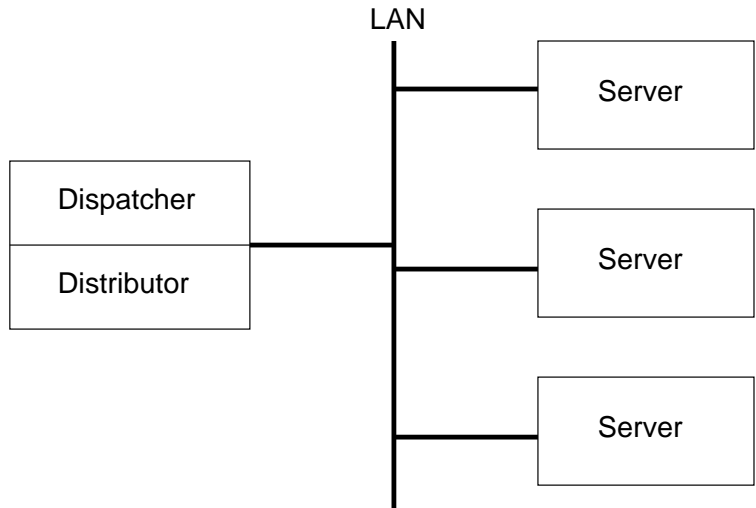 LAN
Server
Dispatcher
Distributor
Server
Server